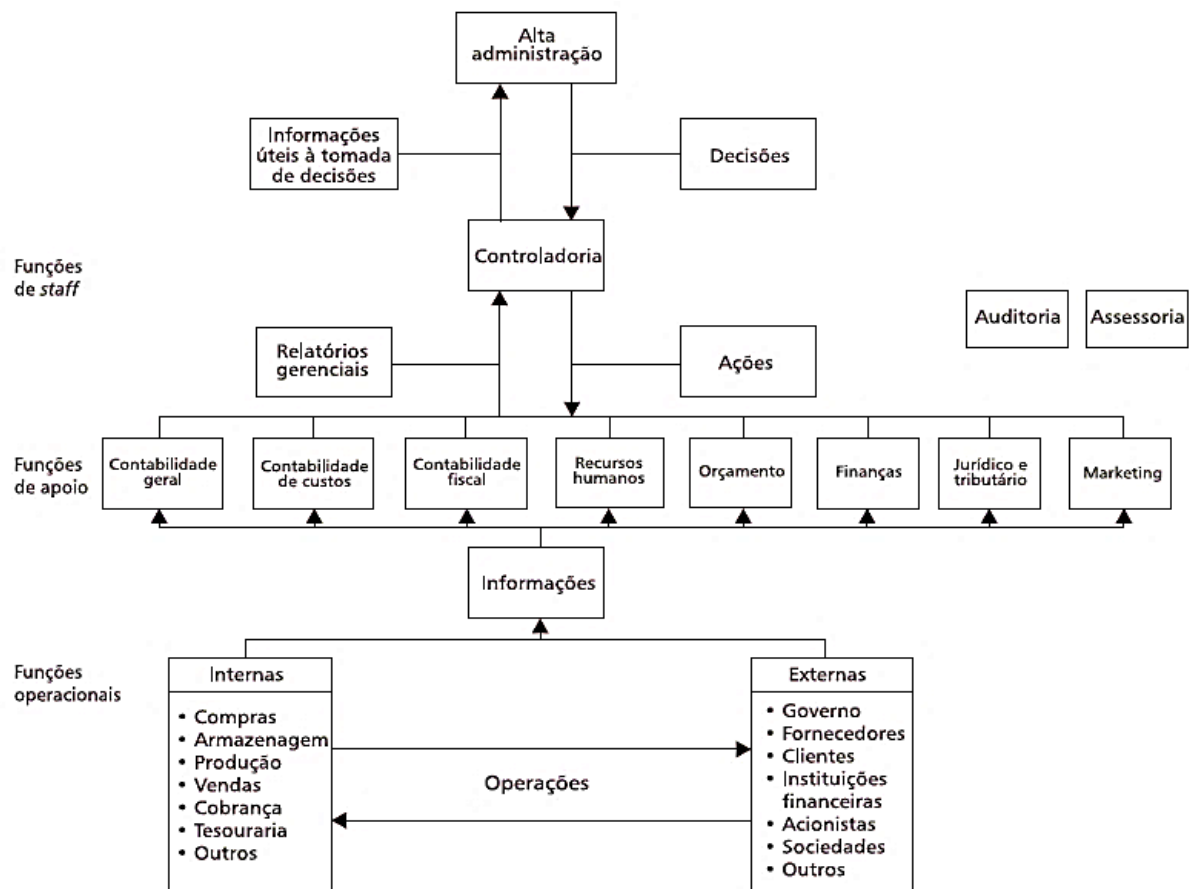 Alta
administração
Informações
úteis à tomada
de decisões
Decisões
Controladoria
Funções
de staff
Auditoria
Assessoria
Relatórios
gerenciais
Ações
Funções
de apoio
Contabilidade
geral
Contabilidade
de custos
Contabilidade
fiscal
Recursos
humanos
Orçamento
Finanças
Jurídico e
tributário
Marketing
Informações
Funções
operacionais
Internas
• Compras
• Armazenagem
• Produção
• Vendas
• Cobrança
• Tesouraria
• Outros
Operações
Externas
• Governo
• Fornecedores
• Clientes
• Instituições
financeiras
• Acionistas
• Sociedades
• Outros